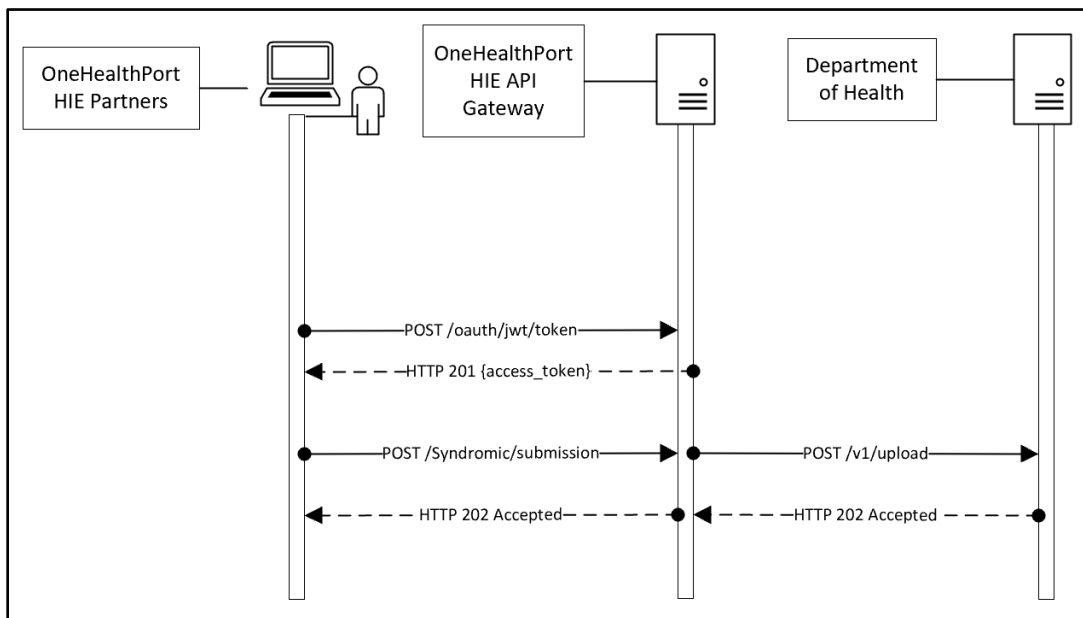 OneHealthPort
HIE Partners
OneHealthPort
HIE API
Gateway
Department
of Health
POST /oauth/jwt/token
HTTP 201 {access_token}
POST /Syndromic/submission
POST /v1/upload
HTTP 202 Accepted
HTTP 202 Accepted